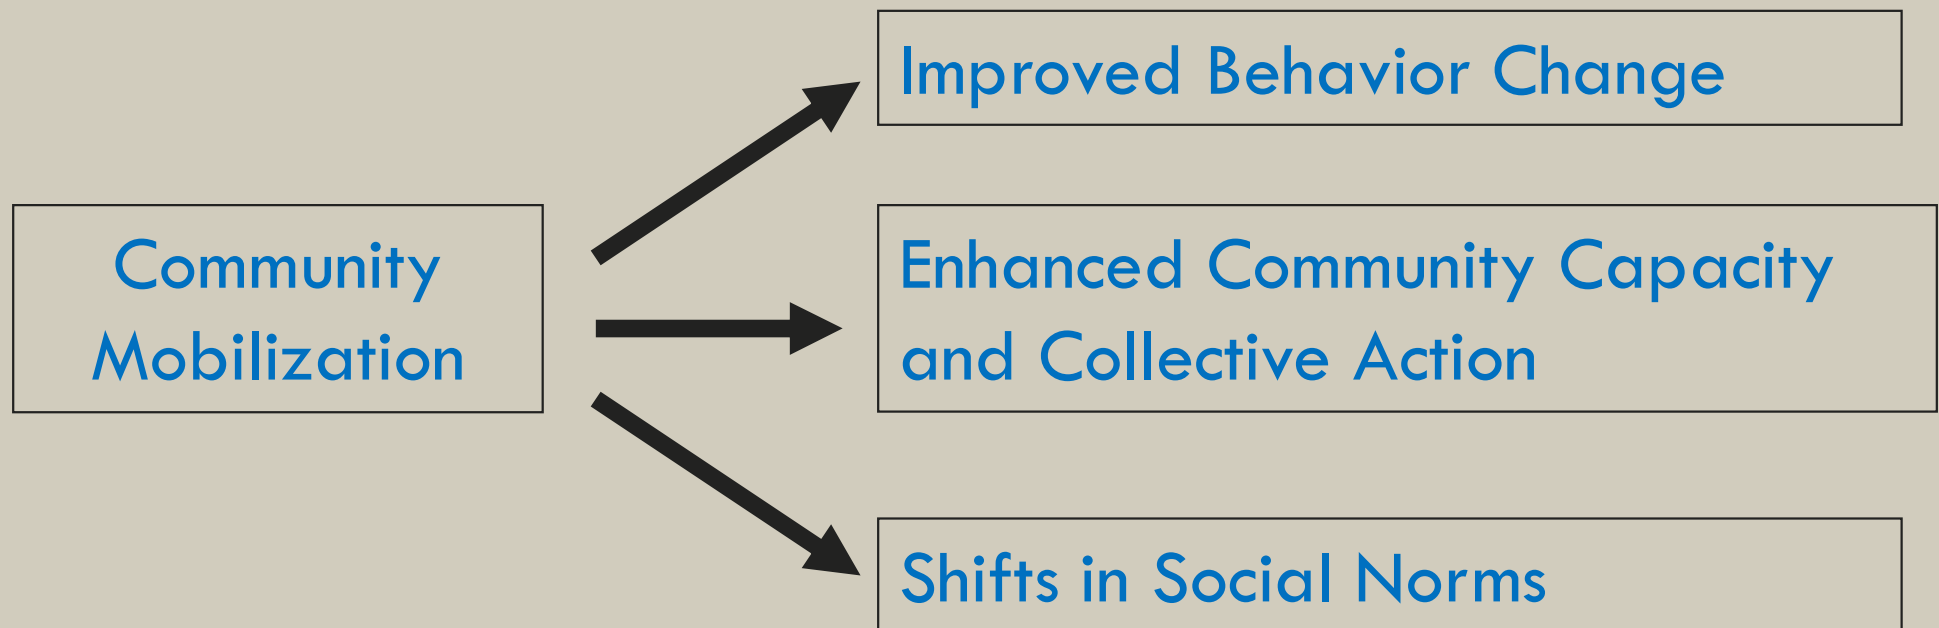 Improved Behavior Change
Community
Mobilization
Enhanced Community Capacity
and Collective Action
Shifts in Social Norms